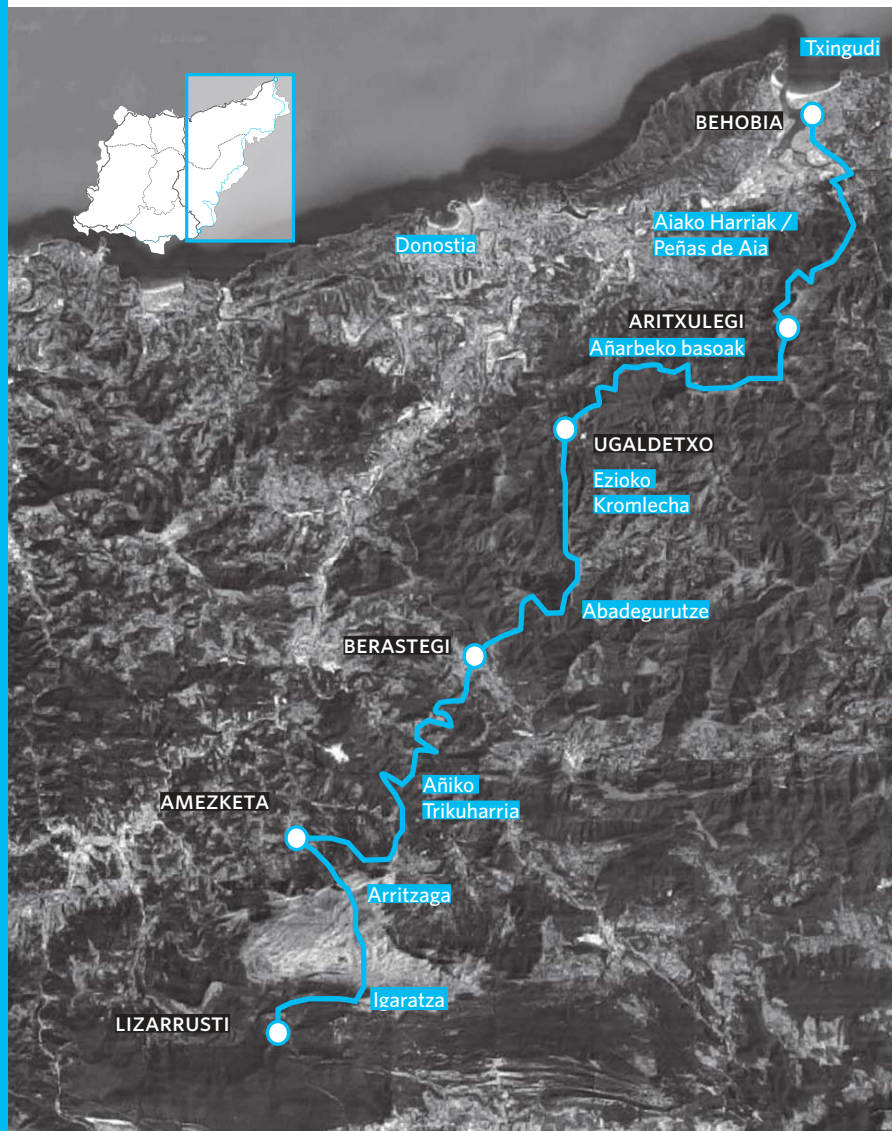 Txingudi
BEHOBIA
Donostia
Aiako Harriak /
Peñas de Aia
ARITXULEGI
Añarbeko basoak
UGALDETXO
Ezioko
Kromlecha
Abadegurutze
BERASTEGI
Añiko
Trikuharria
AMEZKETA
Arritzaga
Igaratza
LIZARRUSTI